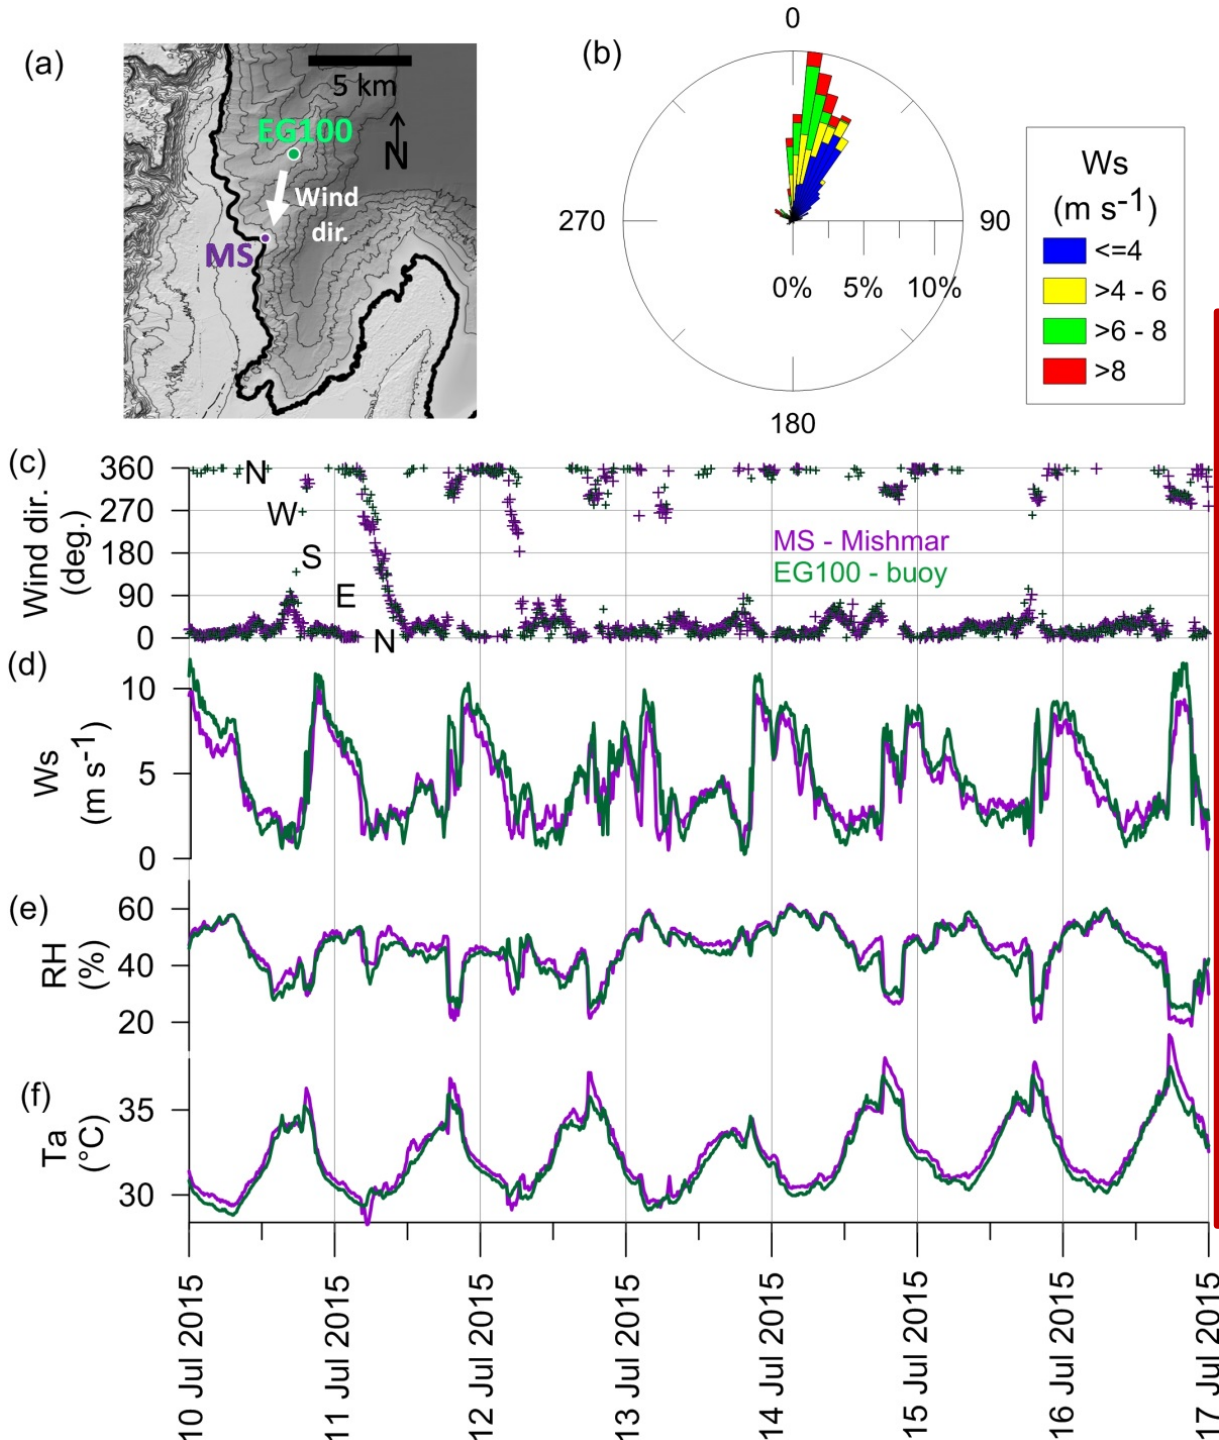 (a)
5 km
EG100
N
Wind
dir.
MS
(b)
0
270
90
0% 5% 10%
180
Ws
(m s-1)
<=4
>4 - 6
>6 - 8
>8
(c)
Wind dir.
(deg.)
360
270
180
90
0
N
W
S
E
N
MS - Mishmar
EG100 - buoy
(d)
Ws
(m s-1)
10
5
0
(e)
RH
(%)
60
40
20
(f)
Ta
(°C)
35
30
10 Jul 2015
11 Jul 2015
12 Jul 2015
13 Jul 2015
14 Jul 2015
15 Jul 2015
16 Jul 2015
17 Jul 2015